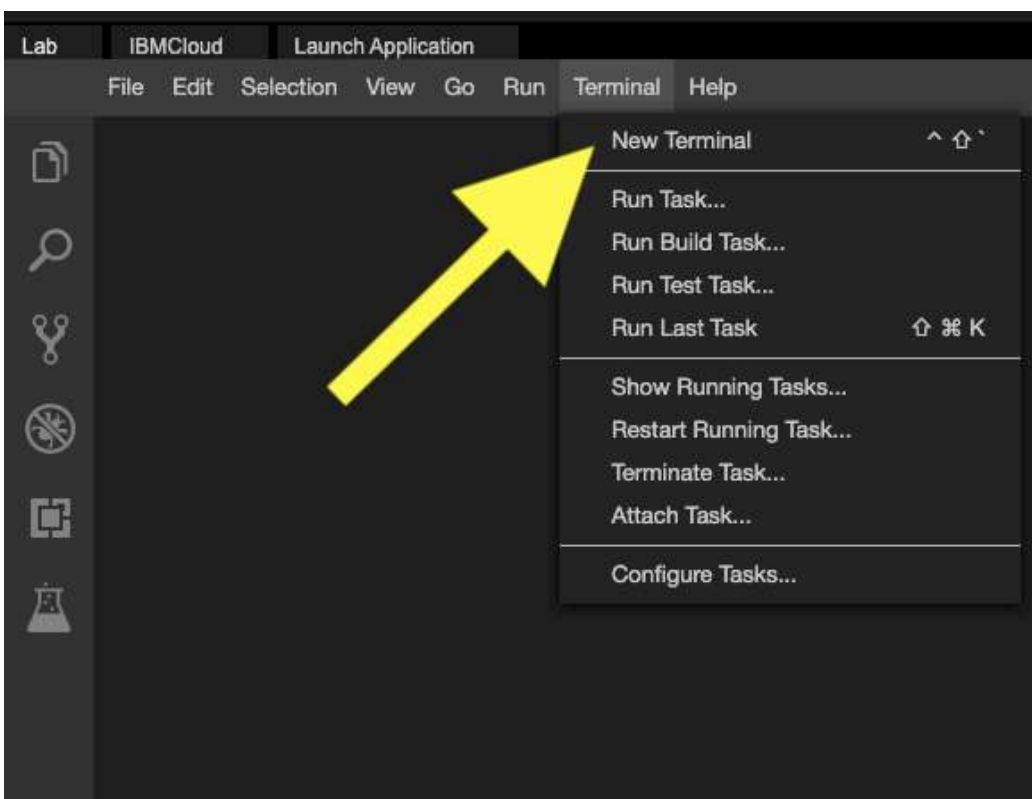 Lab IBMCloud Launch Application
File Edit Selection View Go Run Terminal Help
New Terminal ^ ⇧ `
Run Task...
Run Build Task...
Run Test Task...
Run Last Task ⇧ ⌘ K
Show Running Tasks...
Restart Running Task...
Terminate Task...
Attach Task...
Configure Tasks...